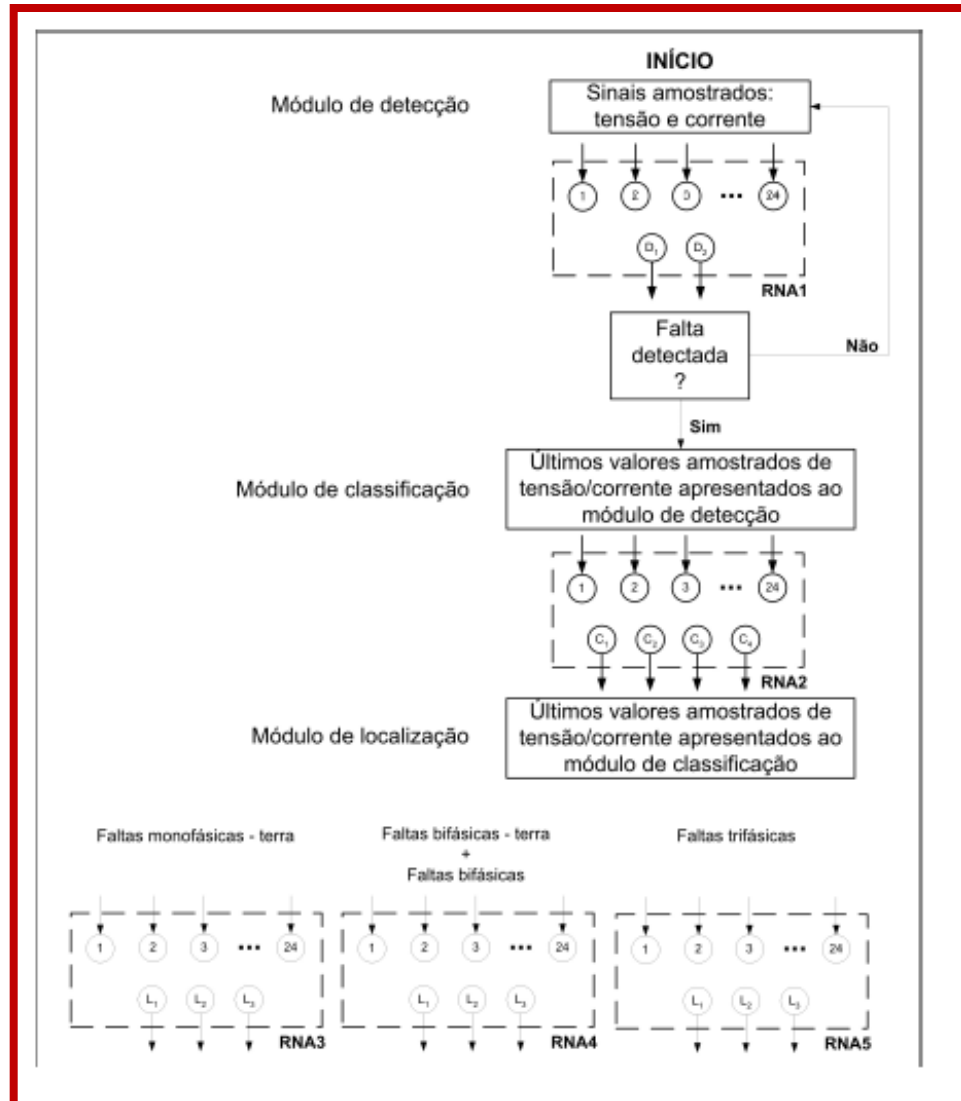 INÍCIO
Módulo de detecção
Sinais amostrados:
tensão e corrente
1 2 3 ... 24
D1 D2
RNA1
Falta
detectada
?
Não
Sim
Módulo de classificação
Últimos valores amostrados de
tensão/corrente apresentados ao
módulo de detecção
1 2 3 ... 24
C1 C2 C3 C4
RNA2
Módulo de localização
Últimos valores amostrados de
tensão/corrente apresentados ao
módulo de classificação
Faltas monofásicas - terra
Faltas bifásicas - terra
+
Faltas bifásicas
Faltas trifásicas
1 2 3 ... 24
L1 L2 L3
RNA3
1 2 3 ... 24
L1 L2 L3
RNA4
1 2 3 ... 24
L1 L2 L3
RNA5